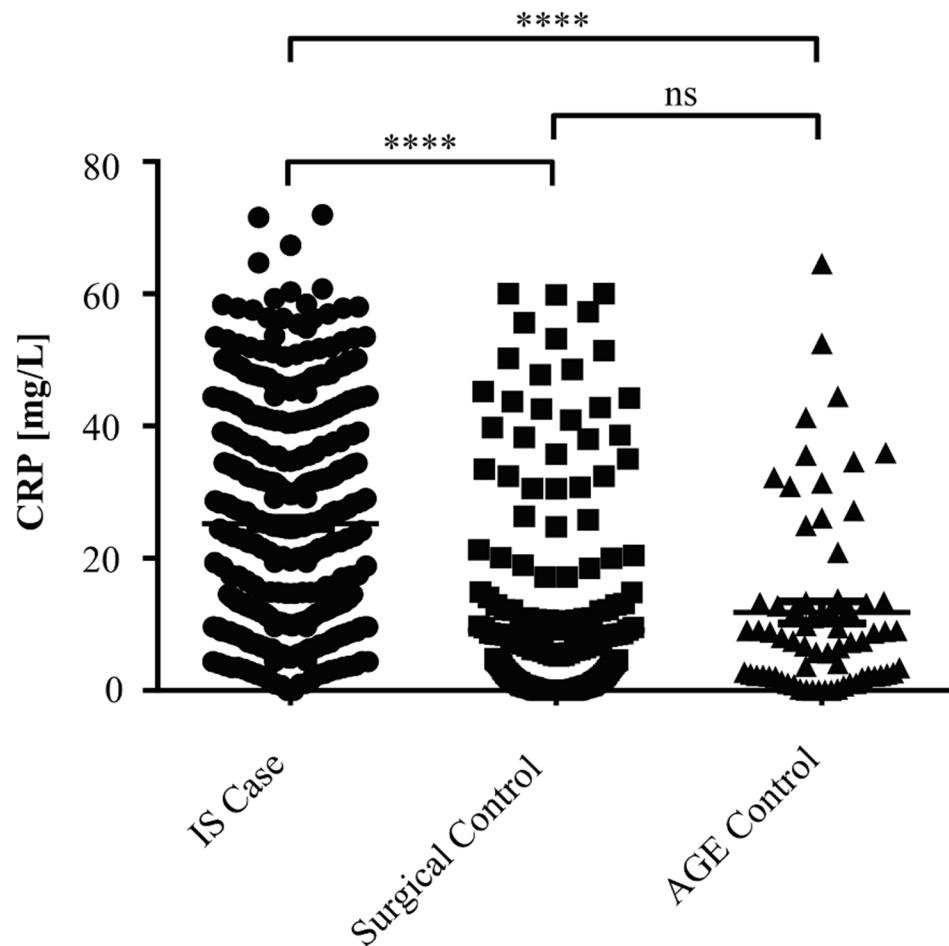 ****
ns
****
80
60
40
20
0
CRP [mg/L]
IS Case
Surgical Control
AGE Control